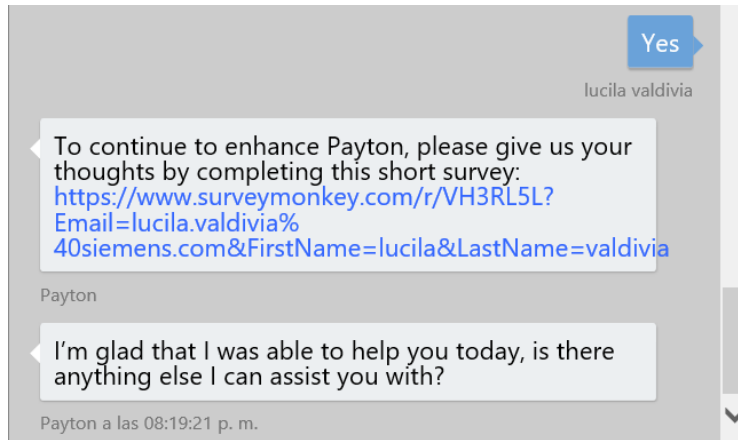 Yes
lucila valdivia
To continue to enhance Payton, please give us your
thoughts by completing this short survey:
https://www.surveymonkey.com/r/VH3RL5L?
Email=lucila.valdivia%
40siemens.com&FirstName=lucila&LastName=valdivia
Payton
I’m glad that I was able to help you today, is there
anything else I can assist you with?
Payton a las 08:19:21 p. m.